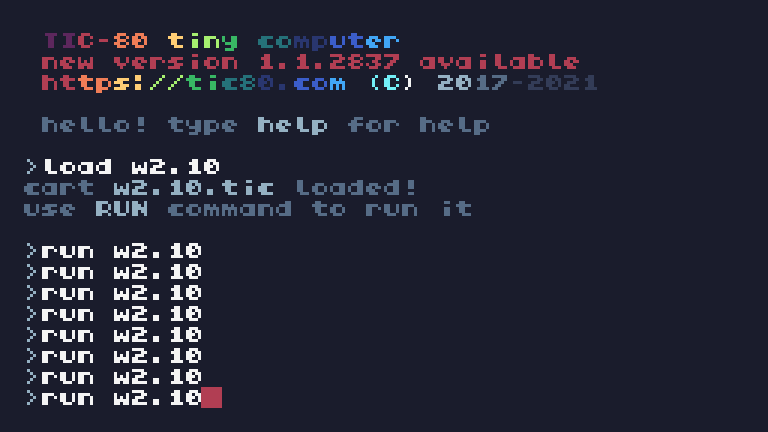 TIC-80 tiny computer
new version 1.1.2837 available
https://tic80.com (C) 2017-2021
hello! type help for help
>load w2.10
cart w2.10.tic loaded!
use RUN command to run it
>run w2.10
>run w2.10
>run w2.10
>run w2.10
>run w2.10
>run w2.10
>run w2.10
>run w2.10